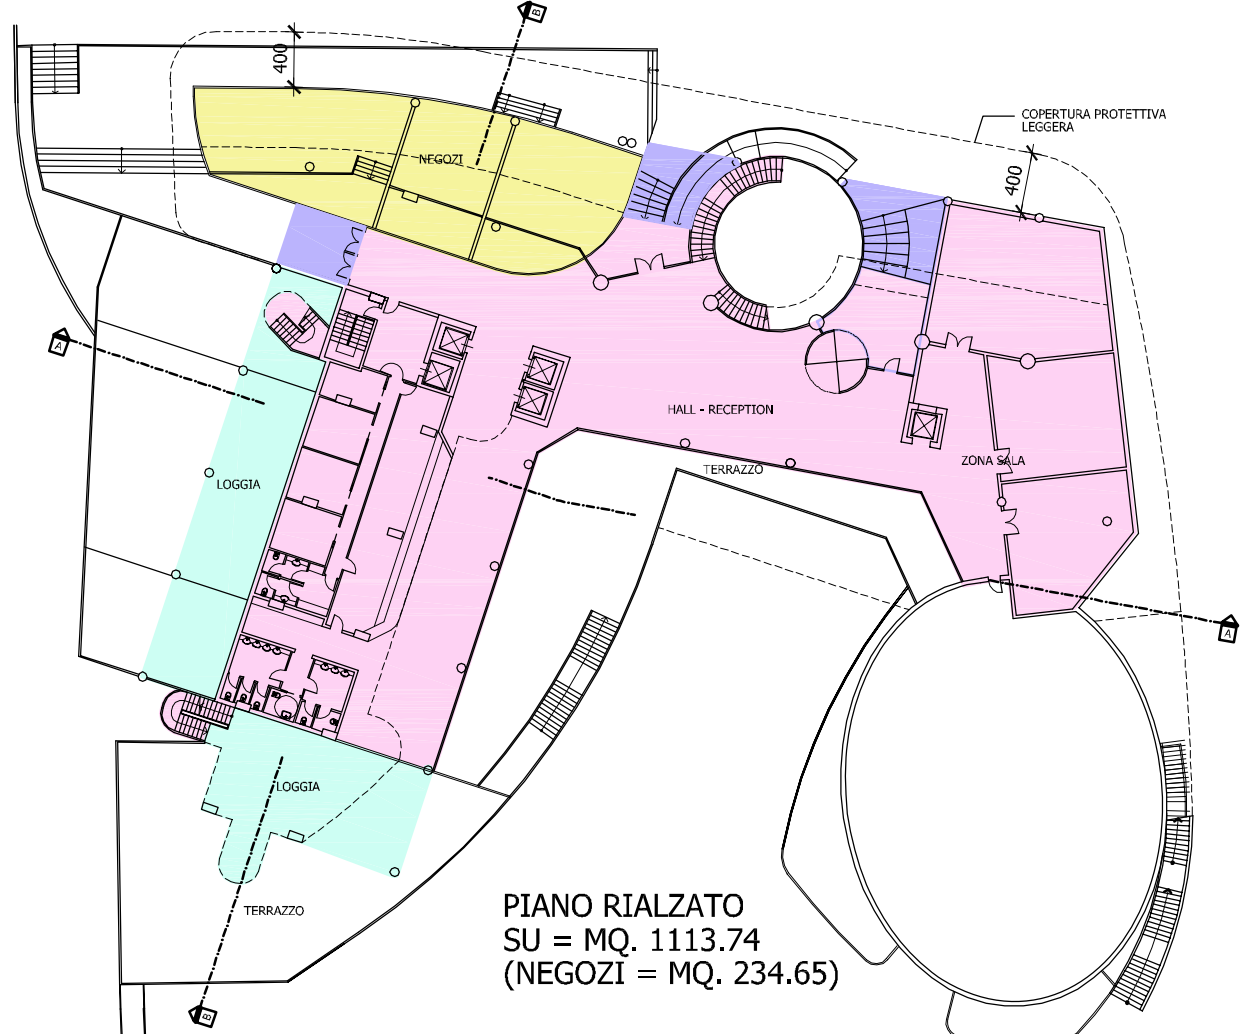 B
400
COPERTURA PROTETTIVA
LEGGERA
NEGOZI
400
A
HALL - RECEPTION
ZONA SALA
TERRAZZO
LOGGIA
A
LOGGIA
TERRAZZO
PIANO RIALZATO
SU = MQ. 1113.74
(NEGOZI = MQ. 234.65)
B